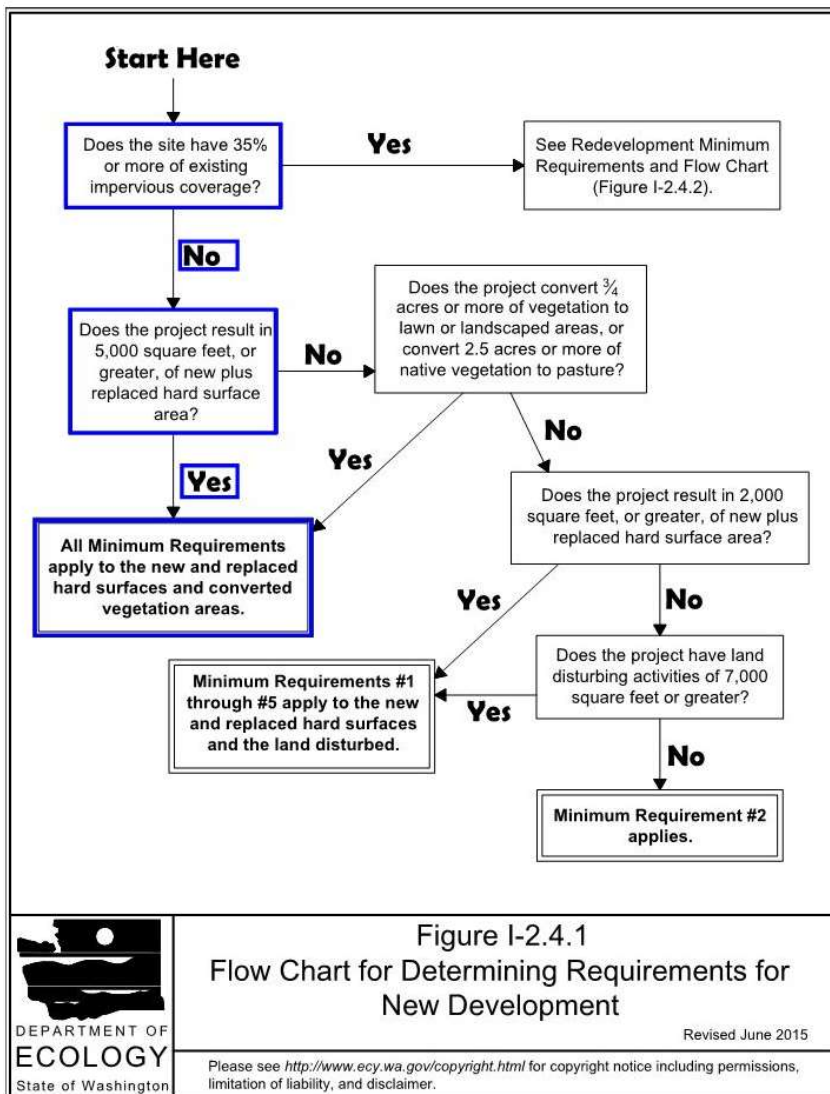 Start Here
Does the site have 35%
or more of existing
impervious coverage?
Yes
See Redevelopment Minimum
Requirements and Flow Chart
(Figure I-2.4.2).
No
Does the project result in
5,000 square feet, or
greater, of new plus
replaced hard surface
area?
No
Does the project convert ¾
acres or more of vegetation to
lawn or landscaped areas, or
convert 2.5 acres or more of
native vegetation to pasture?
Yes
Yes
No
All Minimum Requirements
apply to the new and replaced
hard surfaces and converted
vegetation areas.
Does the project result in 2,000
square feet, or greater, of new plus
replaced hard surface area?
Yes
No
Minimum Requirements #1
through #5 apply to the new
and replaced hard surfaces
and the land disturbed.
Yes
Does the project have land
disturbing activities of 7,000
square feet or greater?
No
Minimum Requirement #2
applies.
DEPARTMENT OF
ECOLOGY
State of Washington
Figure I-2.4.1
Flow Chart for Determining Requirements for
New Development
Revised June 2015
Please see http://www.ecy.wa.gov/copyright.html for copyright notice including permissions,
limitation of liability, and disclaimer.